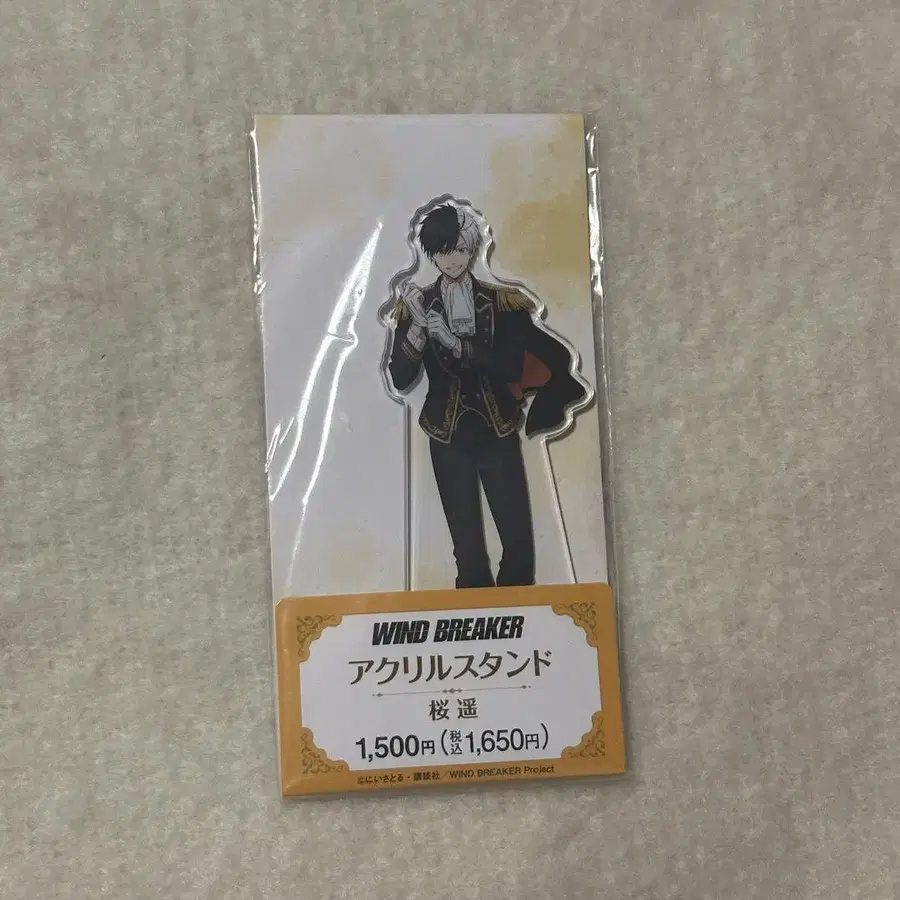 WIND BREAKER
アクリルスタンド
桜 遥
1,500円(税込1,650円)
©にいさとる・講談社／WIND BREAKER Project